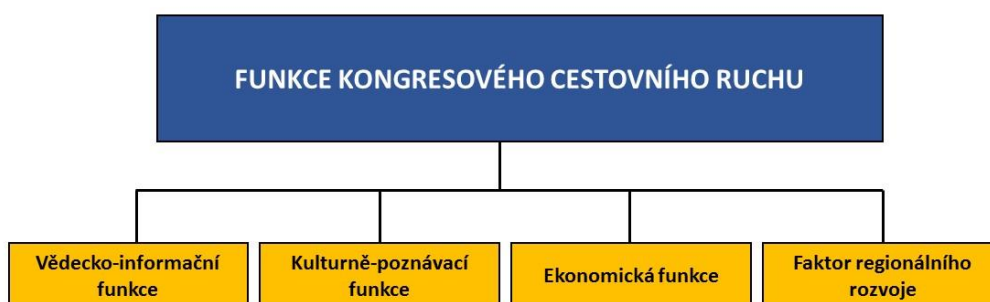 FUNKCE KONGRESOVÉHO CESTOVNÍHO RUCHU
Vědecko-informační
funkce
Kulturně-poznávací
funkce
Ekonomická funkce
Faktor regionálního
rozvoje